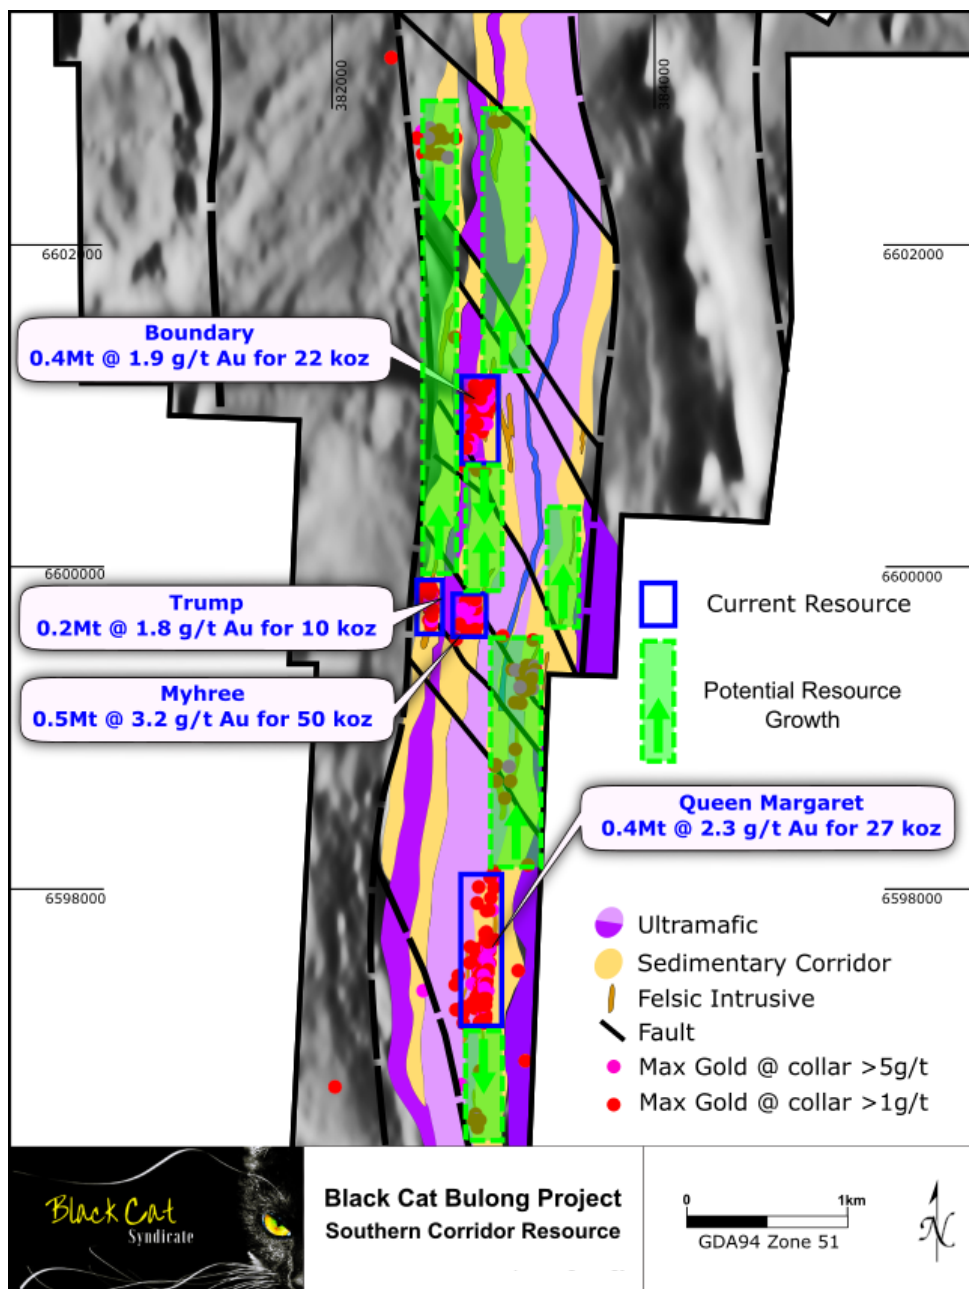 382000
384000
6602000
6602000
Boundary
0.4Mt @ 1.9 g/t Au for 22 koz
6600000
6600000
Trump
0.2Mt @ 1.8 g/t Au for 10 koz
Current Resource
Myhree
0.5Mt @ 3.2 g/t Au for 50 koz
Potential Resource
Growth
Queen Margaret
0.4Mt @ 2.3 g/t Au for 27 koz
6598000
6598000
Ultramafic
Sedimentary Corridor
Felsic Intrusive
Fault
Max Gold @ collar >5g/t
Max Gold @ collar >1g/t
Black Cat
Syndicate
Black Cat Bulong Project
Southern Corridor Resource
0 1km
GDA94 Zone 51
N